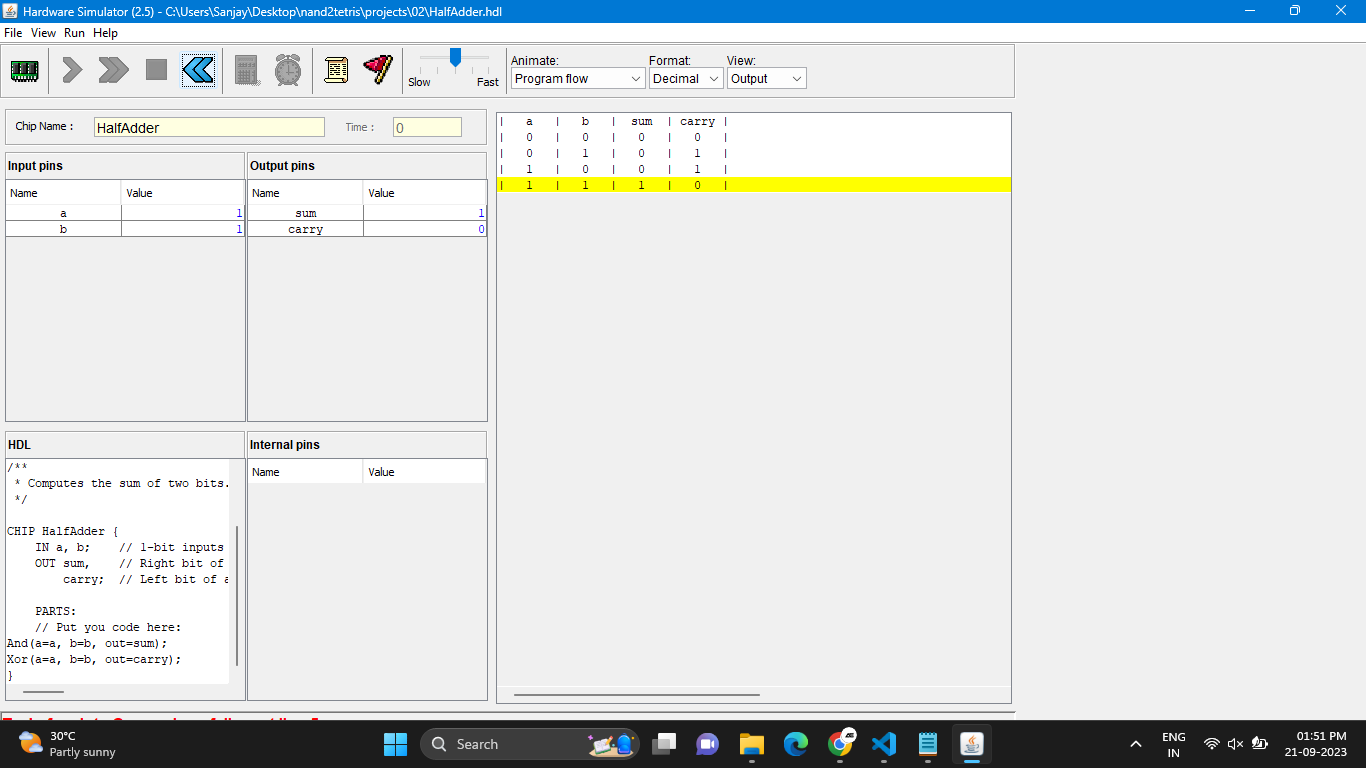 Hardware Simulator (2.5) - C:\Users\Sanjay\Desktop\nand2tetris\projects\02\HalfAdder.hdl
File View Run Help
Slow Fast
Animate: Format: View:
Program flow Decimal Output
Chip Name : HalfAdder Time : 0
Input pins
Name Value
a 1
b 1
Output pins
Name Value
sum 1
carry 0
| a | b | sum | carry |
| 0 | 0 | 0 | 0 |
| 0 | 1 | 0 | 1 |
| 1 | 0 | 0 | 1 |
| 1 | 1 | 1 | 0 |
HDL
/**
* Computes the sum of two bits.
*/
CHIP HalfAdder {
IN a, b; // 1-bit inputs
OUT sum, // Right bit of
carry; // Left bit of a
PARTS:
// Put you code here:
And(a=a, b=b, out=sum);
Xor(a=a, b=b, out=carry);
}
Internal pins
Name Value
30°C
Partly sunny
Search
ENG
IN
01:51 PM
21-09-2023